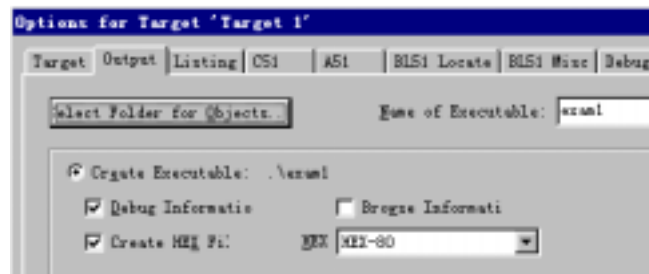 Options for Target 'Target 1'
Target Output Listing C51 A51 BL51 Locate BL51 Misc Debug
Select Folder for Objects.. Name of Executable: exam1
Create Executable: .\exam1
Debug Informatio Browse Informati
Create HEX Fi: HEX HEX-80